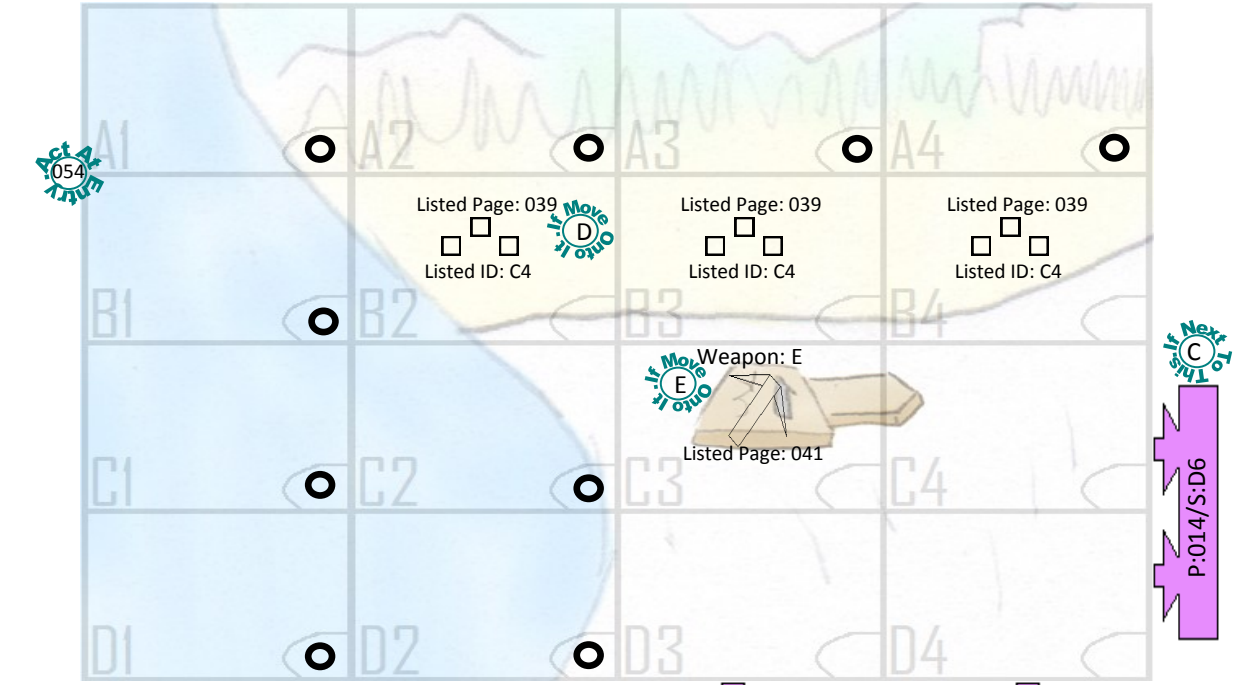 A1
A2
A3
A4
Act At Entry.
054
Listed Page: 039
Listed ID: C4
If Move Onto It.
D
Listed Page: 039
Listed ID: C4
Listed Page: 039
Listed ID: C4
B1
B2
B3
B4
If Next To This.
C
If Move Onto It.
E
Weapon: E
Listed Page: 041
C1
C2
C3
C4
P:014/S:D6
D1
D2
D3
D4